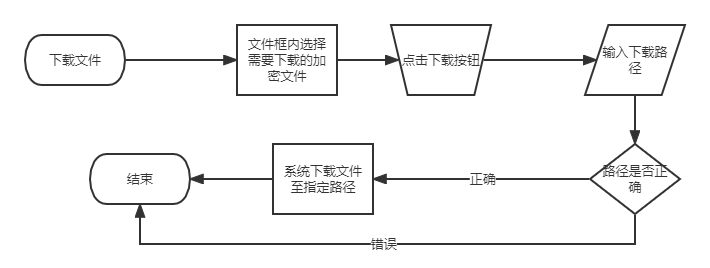 下载文件
文件框内选择
需要下载的加
密文件
点击下载按钮
输入下载路
径
结束
系统下载文件
至指定路径
正确
路径是否正
确
错误